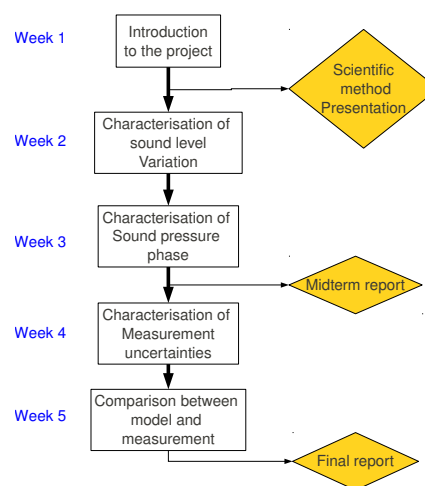 Week 1
Introduction
to the project
Scientific
method
Presentation
Week 2
Characterisation of
sound level
Variation
Week 3
Characterisation of
Sound pressure
phase
Midterm report
Week 4
Characterisation of
Measurement
uncertainties
Week 5
Comparison between
model and
measurement
Final report